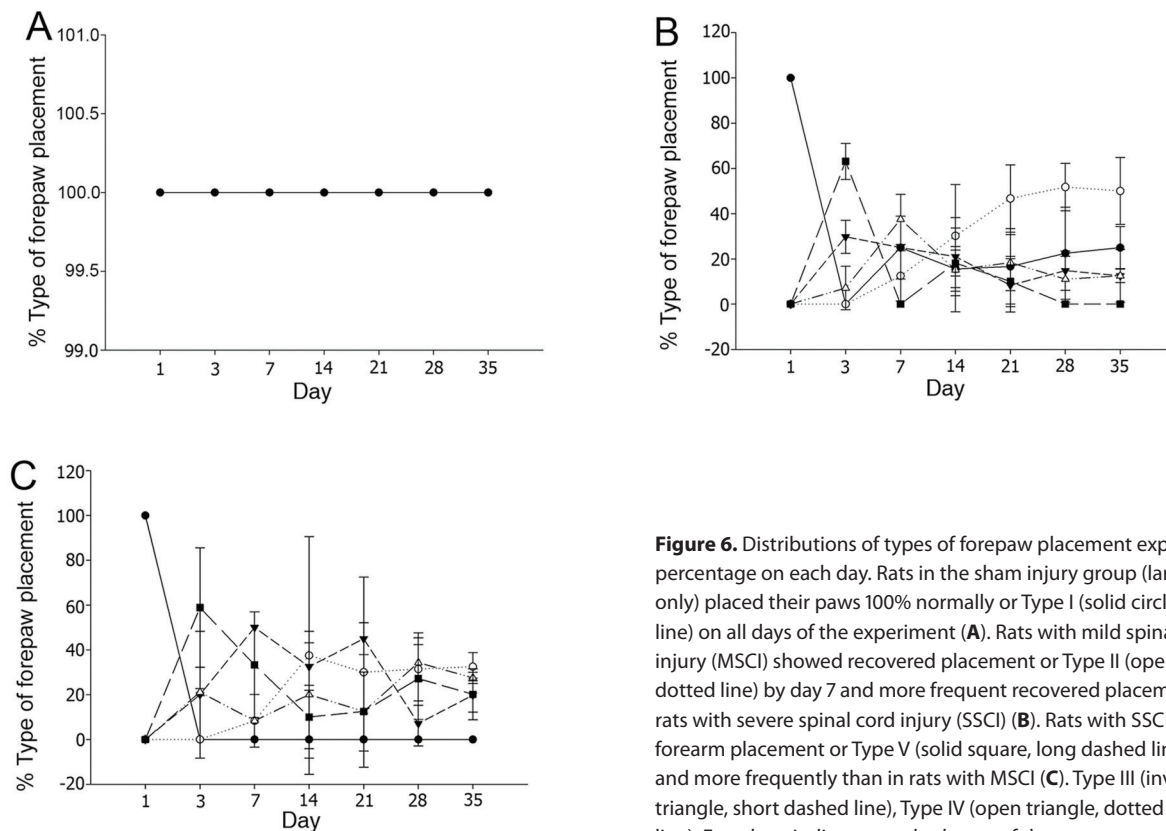 A
101.0
100.5
100.0
99.5
99.0
% Type of forepaw placement
1 3 7 14 21 28 35
Day
B
120
100
80
60
40
20
0
-20
% Type of forepaw placement
1 3 7 14 21 28 35
Day
C
120
100
80
60
40
20
0
-20
% Type of forepaw placement
1 3 7 14 21 28 35
Day
Figure 6. Distributions of types of forepaw placement exp
percentage on each day. Rats in the sham injury group (lar
only) placed their paws 100% normally or Type I (solid circl
line) on all days of the experiment (A). Rats with mild spina
injury (MSCI) showed recovered placement or Type II (ope
dotted line) by day 7 and more frequent recovered placem
rats with severe spinal cord injury (SSCI) (B). Rats with SSC
forearm placement or Type V (solid square, long dashed lin
and more frequently than in rats with MSCI (C). Type III (inv
triangle, short dashed line), Type IV (open triangle, dotted